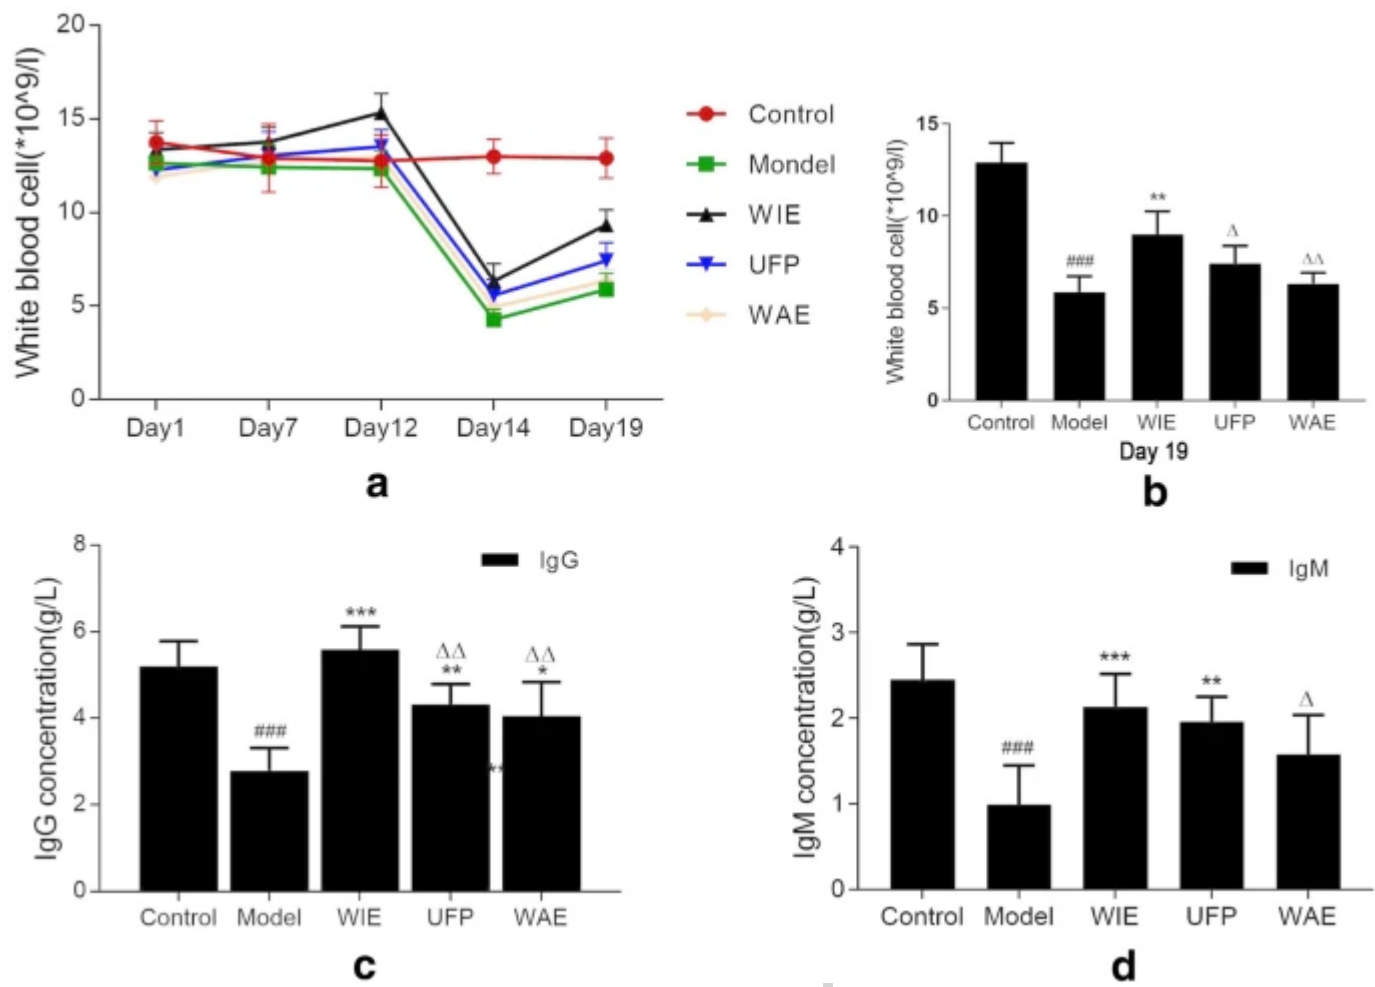 White blood cell(*10^9/l)
20
15
10
5
0
Day1 Day7 Day12 Day14 Day19
Control
Mondel
WIE
UFP
WAE
a
White blood cell(*10^9/l)
15
10
5
0
###
**
Δ
ΔΔ
Control Model WIE UFP WAE
Day 19
b
IgG concentration(g/L)
8
6
4
2
0
IgG
###
***
ΔΔ
**
ΔΔ
*
**
Control Model WIE UFP WAE
c
IgM concentration(g/L)
4
3
2
1
0
IgM
###
***
**
Δ
Control Model WIE UFP WAE
d